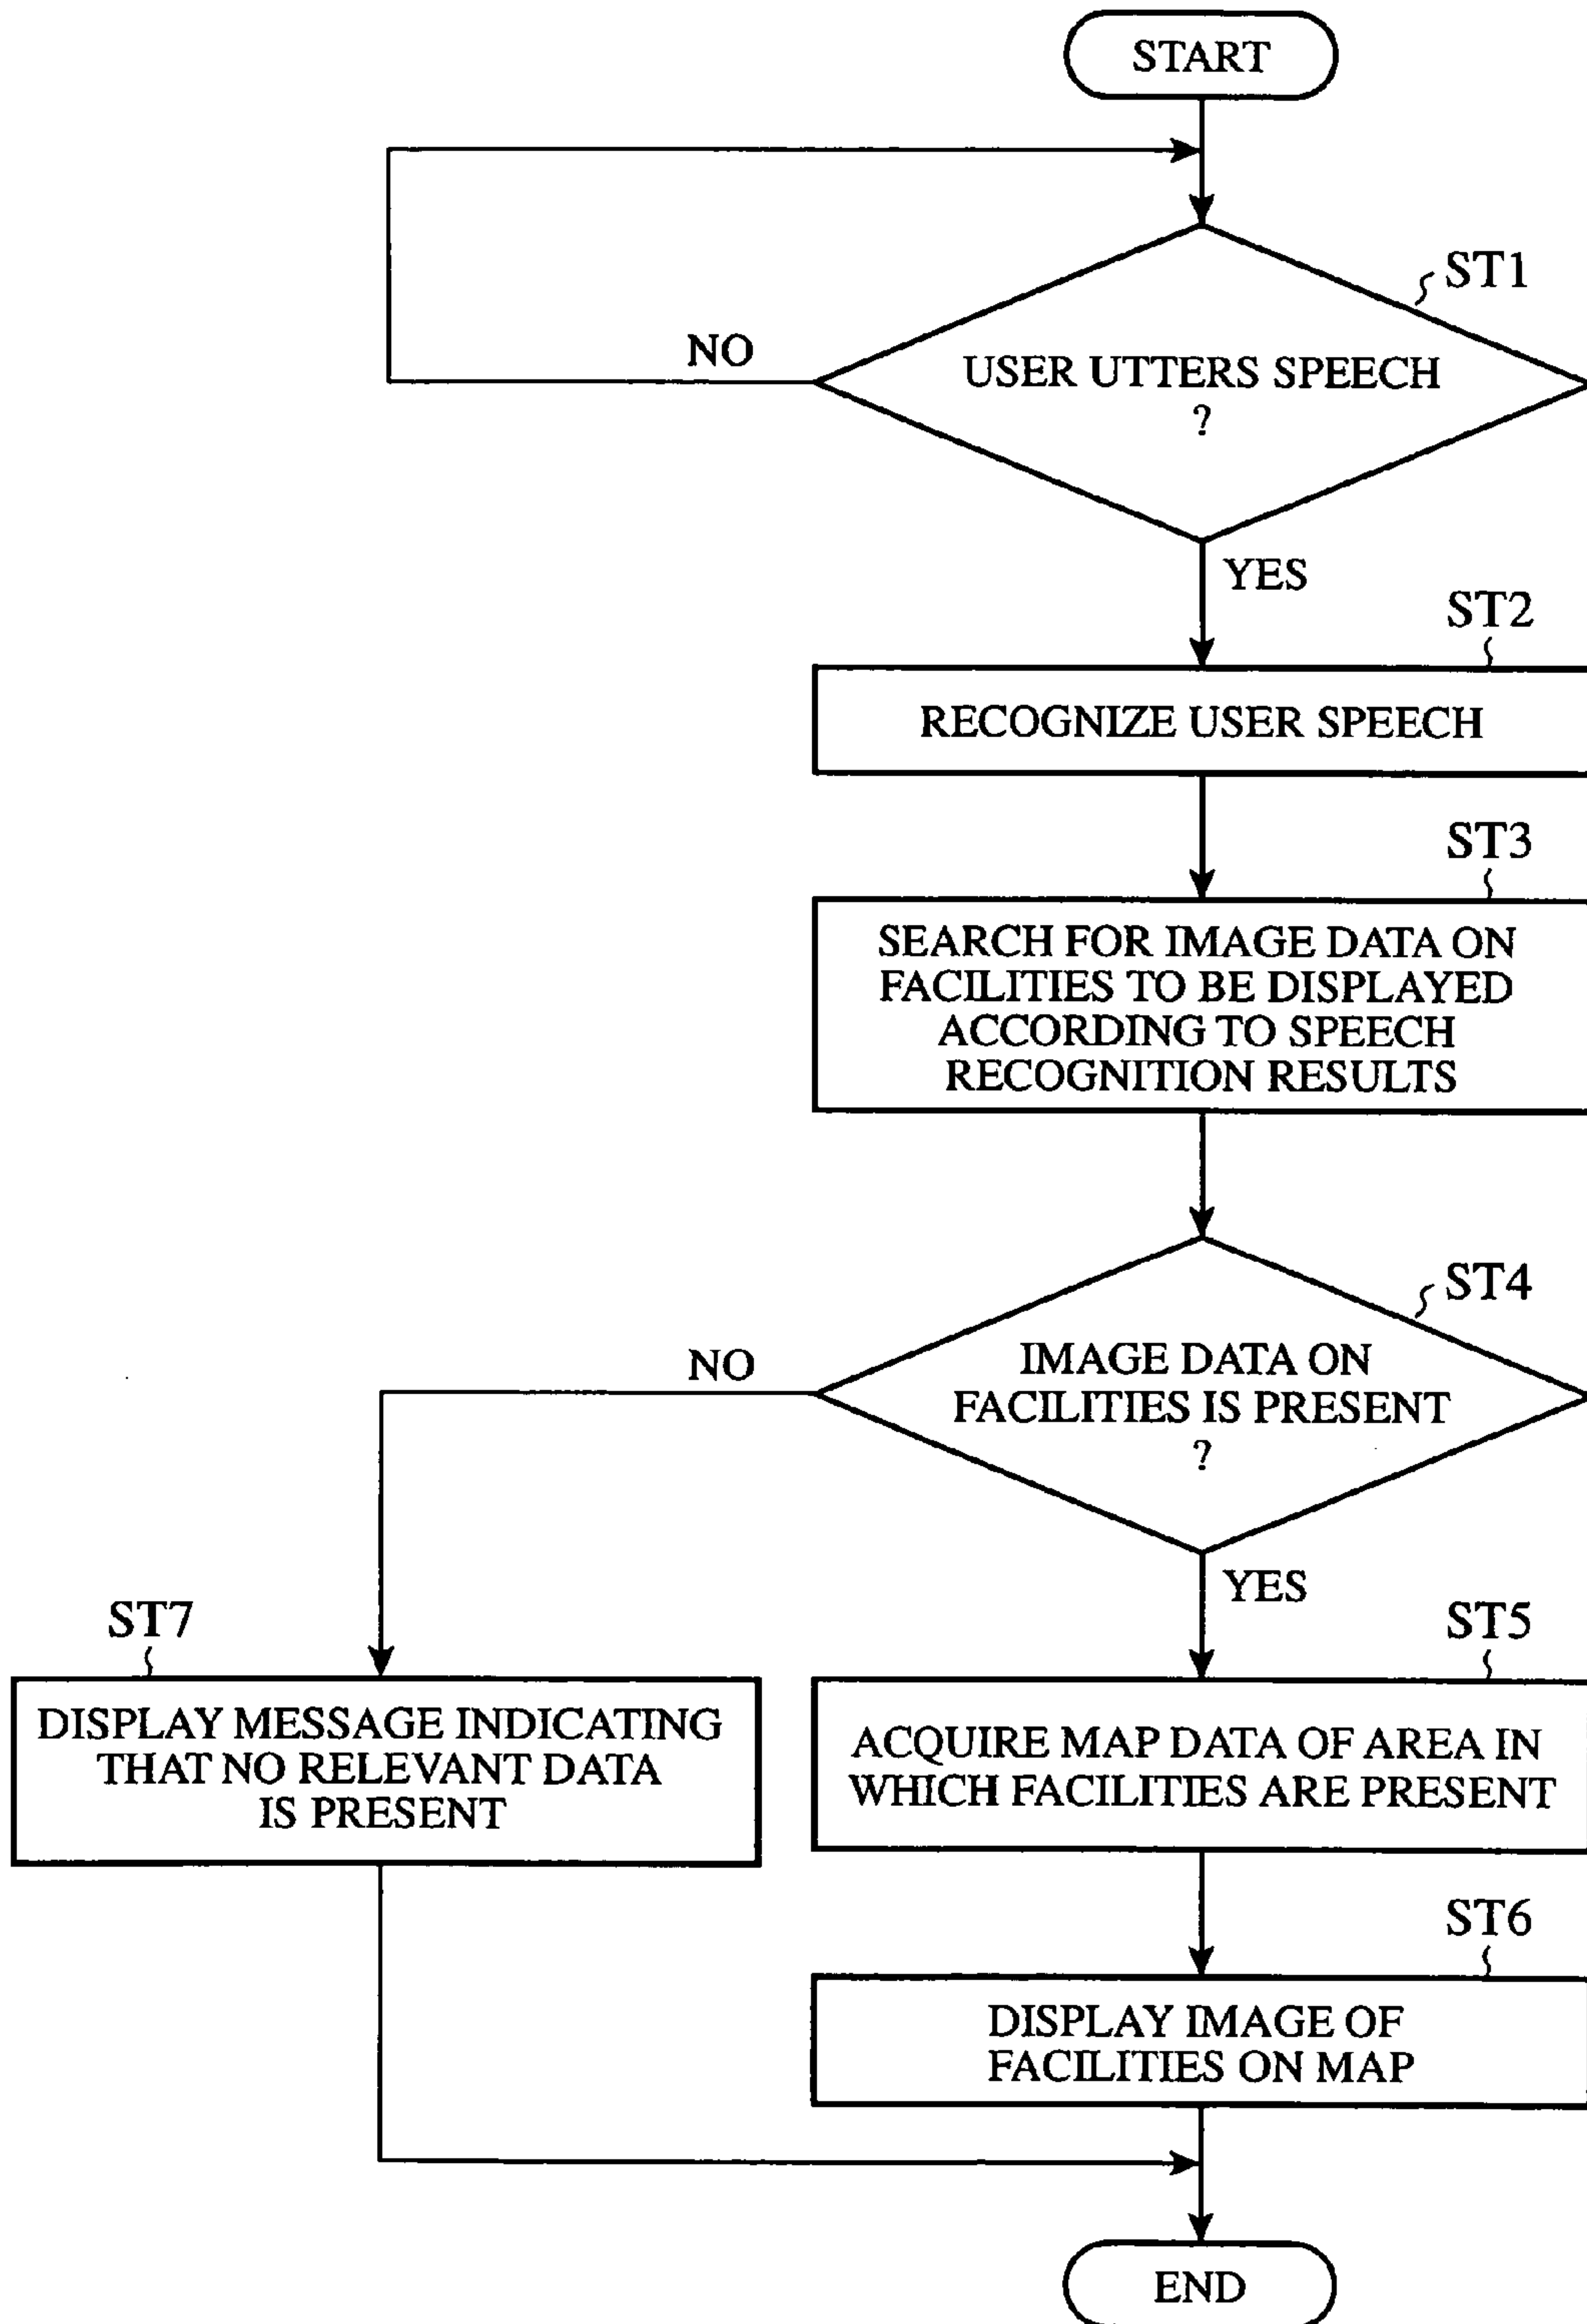 START
ST1
NO
USER UTTERS SPEECH
?
YES
ST2
RECOGNIZE USER SPEECH
ST3
SEARCH FOR IMAGE DATA ON
FACILITIES TO BE DISPLAYED
ACCORDING TO SPEECH
RECOGNITION RESULTS
ST4
NO
IMAGE DATA ON
FACILITIES IS PRESENT
?
YES
ST7
DISPLAY MESSAGE INDICATING
THAT NO RELEVANT DATA
IS PRESENT
ST5
ACQUIRE MAP DATA OF AREA IN
WHICH FACILITIES ARE PRESENT
ST6
DISPLAY IMAGE OF
FACILITIES ON MAP
END